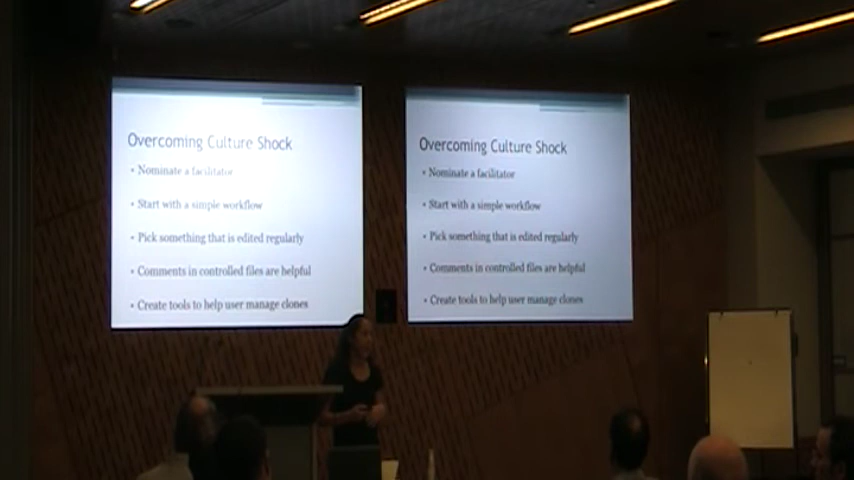 Overcoming Culture Shock
• Nominate a facilitator
• Start with a simple workflow
• Pick something that is edited regularly
• Comments in controlled files are helpful
• Create tools to help user manage clones
Overcoming Culture Shock
• Nominate a facilitator
• Start with a simple workflow
• Pick something that is edited regularly
• Comments in controlled files are helpful
• Create tools to help user manage clones